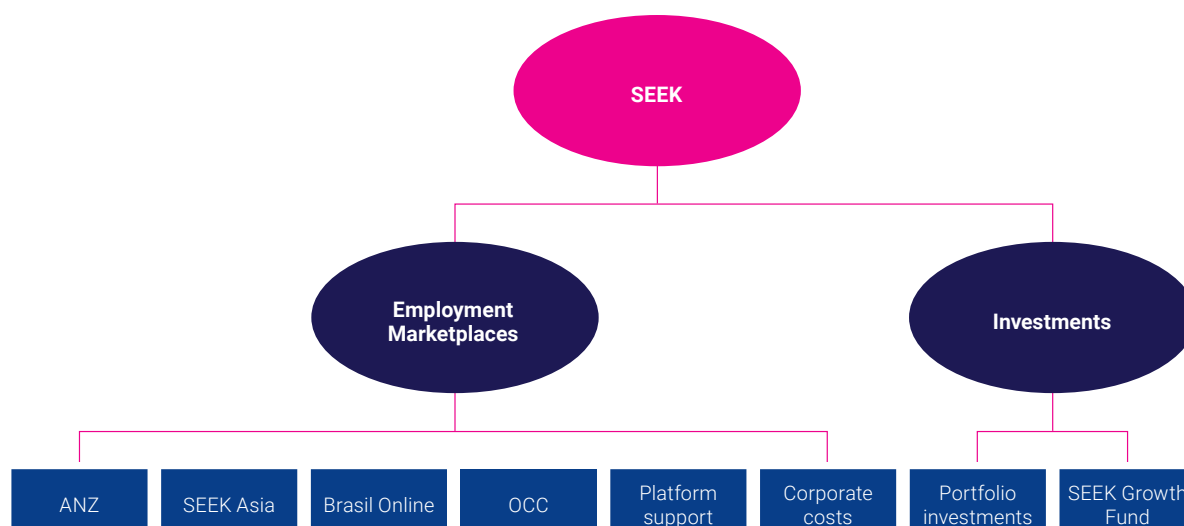 SEEK
Employment
Marketplaces
Investments
ANZ
SEEK Asia
Brasil Online
OCC
Platform
support
Corporate
costs
Portfolio
investments
SEEK Growth
Fund